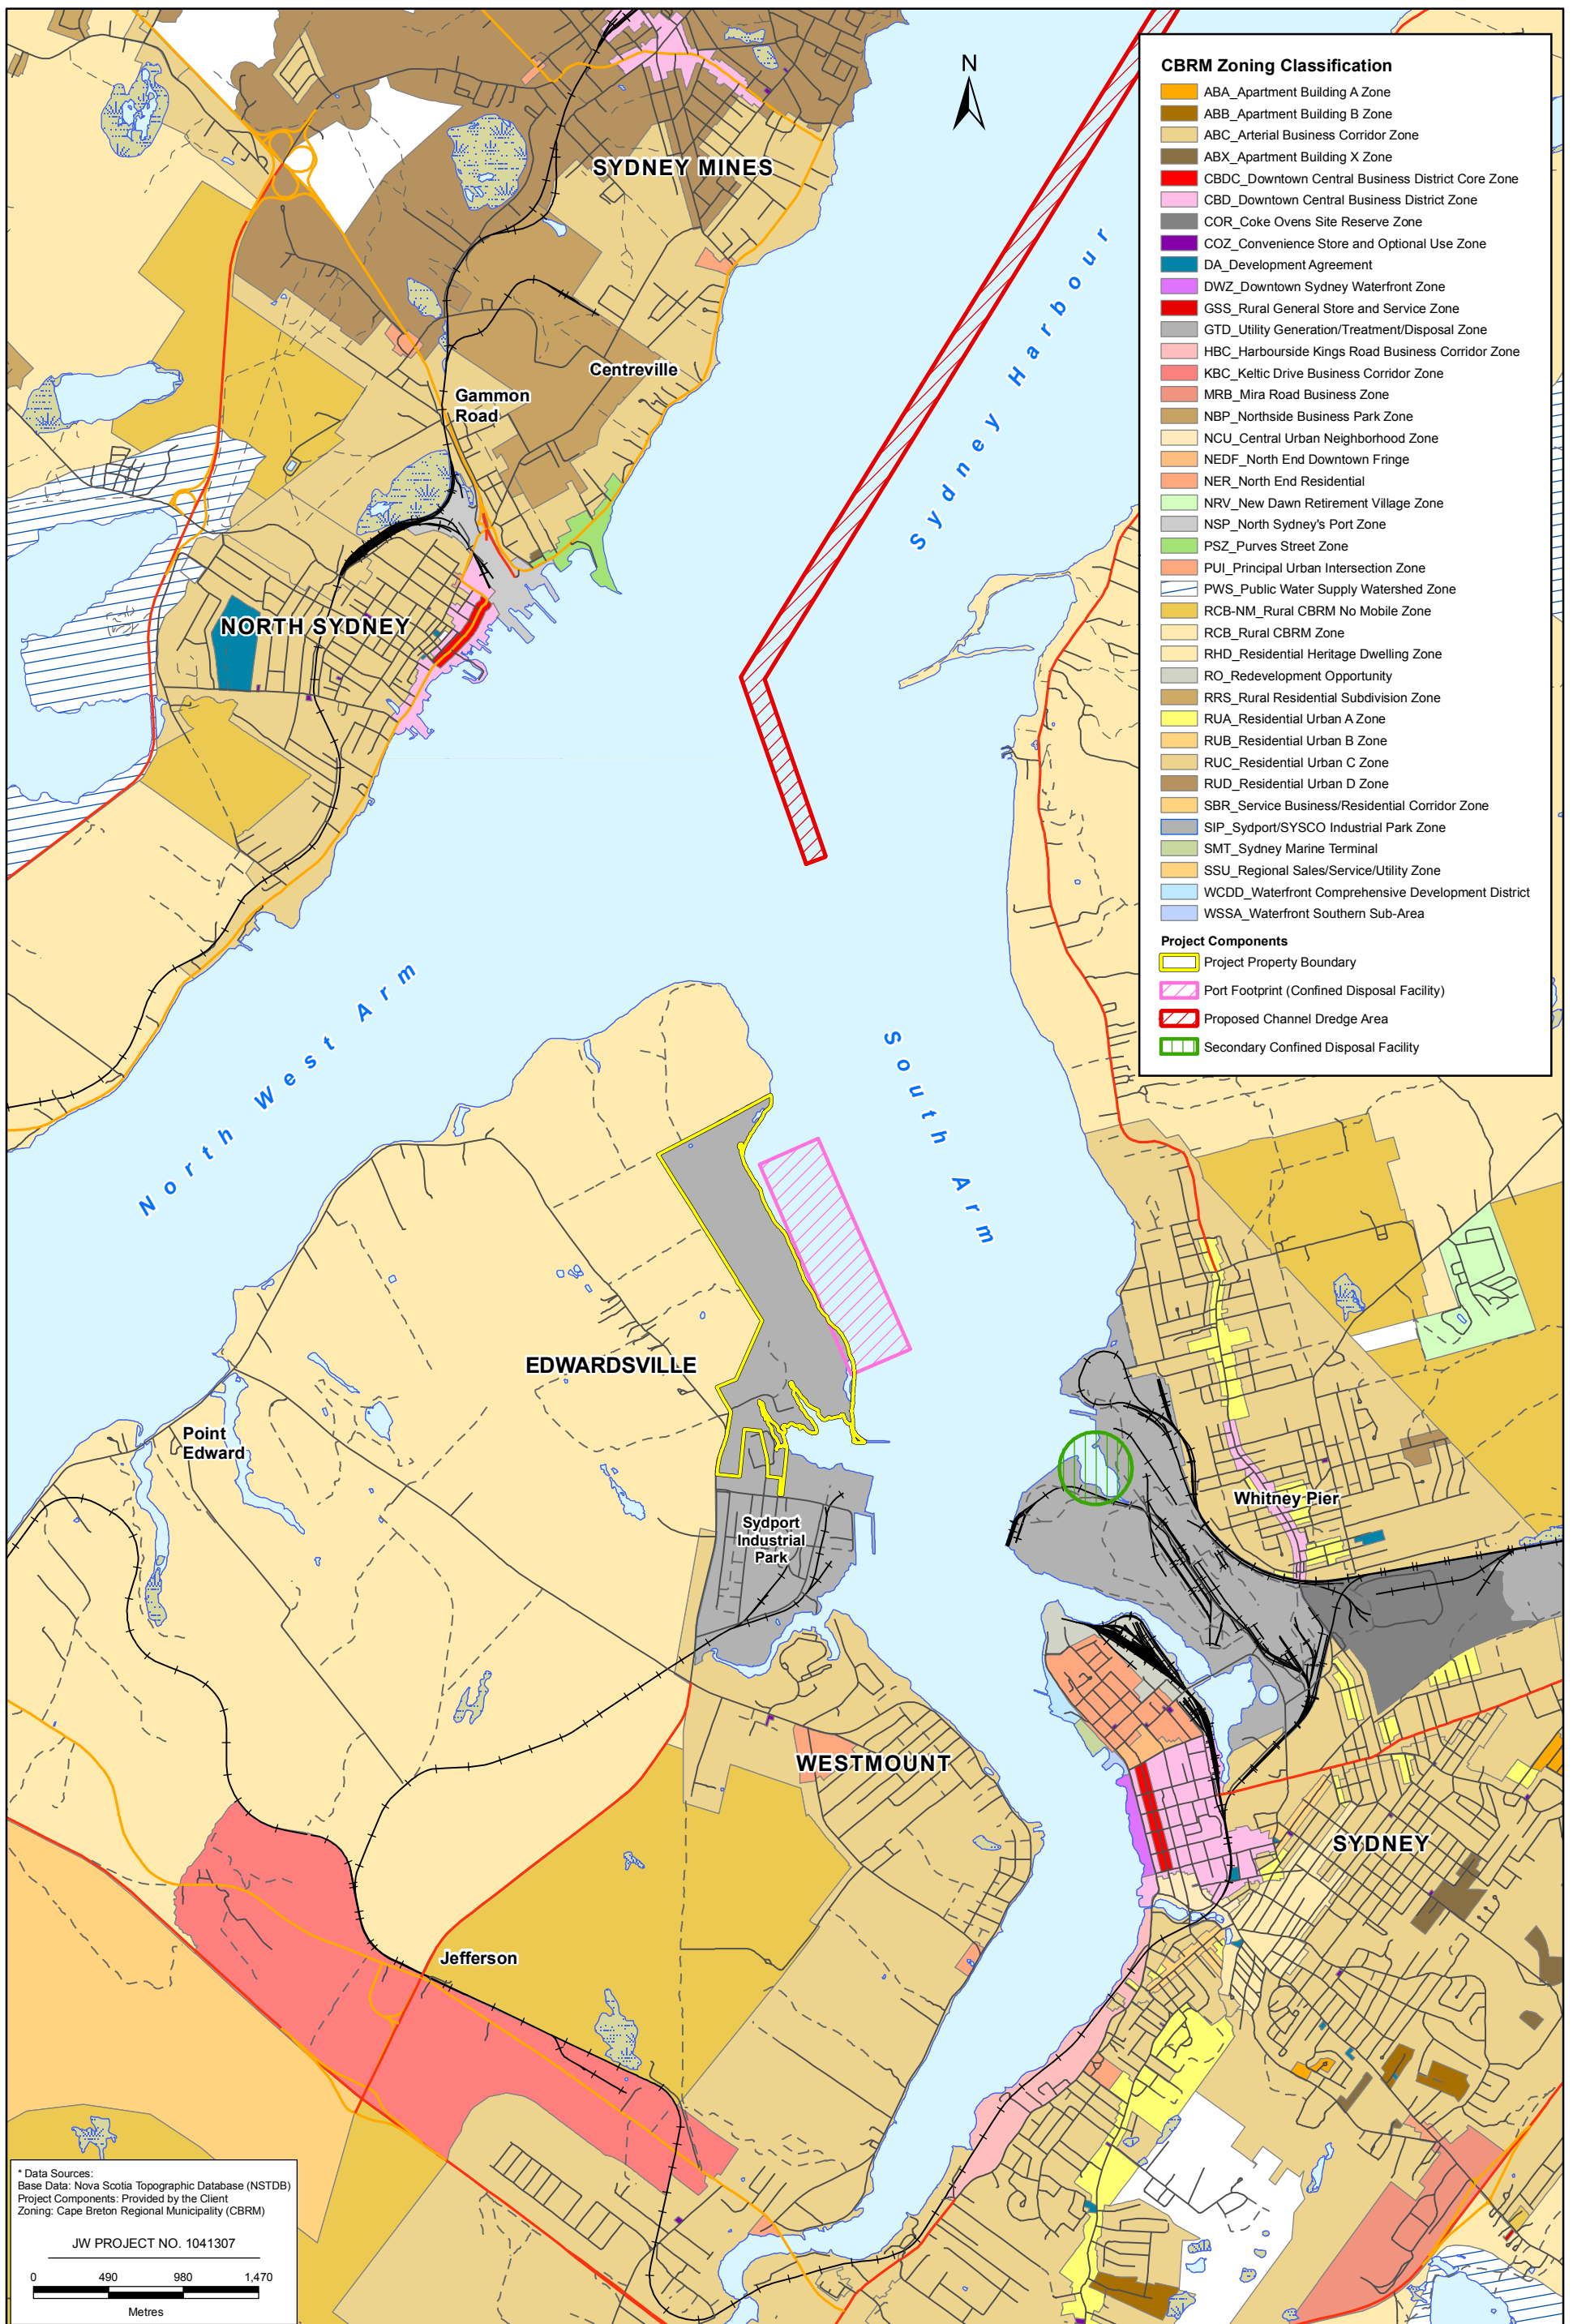 N
CBRM Zoning Classification
ABA_Apartment Building A Zone
ABB_Apartment Building B Zone
ABC_Arterial Business Corridor Zone
ABX_Apartment Building X Zone
CBDC_Downtown Central Business District Core Zone
CBD_Downtown Central Business District Zone
COR_Coke Ovens Site Reserve Zone
COZ_Convenience Store and Optional Use Zone
DA_Development Agreement
DWZ_Downtown Sydney Waterfront Zone
GSS_Rural General Store and Service Zone
GTD_Utility Generation/Treatment/Disposal Zone
HBC_Harbourside Kings Road Business Corridor Zone
KBC_Keltic Drive Business Corridor Zone
MRB_Mira Road Business Zone
NBP_Northside Business Park Zone
NCU_Central Urban Neighborhood Zone
NEDF_North End Downtown Fringe
NER_North End Residential
NRV_New Dawn Retirement Village Zone
NSP_North Sydney's Port Zone
PSZ_Purves Street Zone
PUI_Principal Urban Intersection Zone
PWS_Public Water Supply Watershed Zone
RCB-NM_Rural CBRM No Mobile Zone
RCB_Rural CBRM Zone
RHD_Residential Heritage Dwelling Zone
RO_Redevelopment Opportunity
RRS_Rural Residential Subdivision Zone
RUA_Residential Urban A Zone
RUB_Residential Urban B Zone
RUC_Residential Urban C Zone
RUD_Residential Urban D Zone
SBR_Service Business/Residential Corridor Zone
SIP_Sydport/SYSCO Industrial Park Zone
SMT_Sydney Marine Terminal
SSU_Regional Sales/Service/Utility Zone
WCDD_Waterfront Comprehensive Development District
WSSA_Waterfront Southern Sub-Area
Project Components
Project Property Boundary
Port Footprint (Confined Disposal Facility)
Proposed Channel Dredge Area
Secondary Confined Disposal Facility
SYDNEY MINES
Sydney Harbour
Centreville
Gammon
Road
NORTH SYDNEY
North West Arm
South Arm
EDWARDSVILLE
Point
Edward
Whitney Pier
Sydport
Industrial
Park
WESTMOUNT
SYDNEY
Jefferson
* Data Sources:
Base Data: Nova Scotia Topographic Database (NSTDB)
Project Components: Provided by the Client
Zoning: Cape Breton Regional Municipality (CBRM)
JW PROJECT NO. 1041307
0 490 980 1,470
Metres